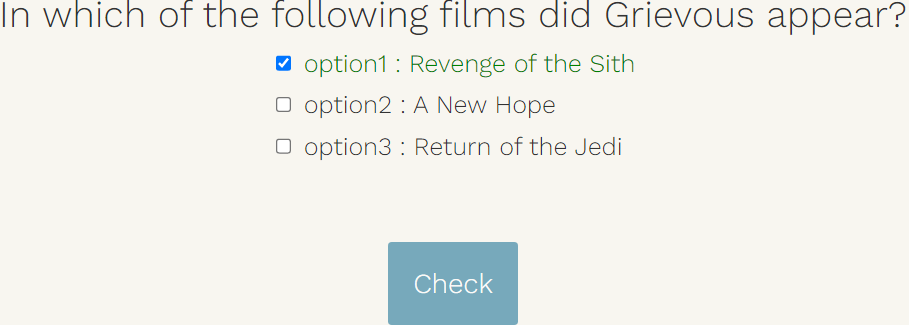 In which of the following films did Grievous appear?
option1 : Revenge of the Sith
option2 : A New Hope
option3 : Return of the Jedi
Check